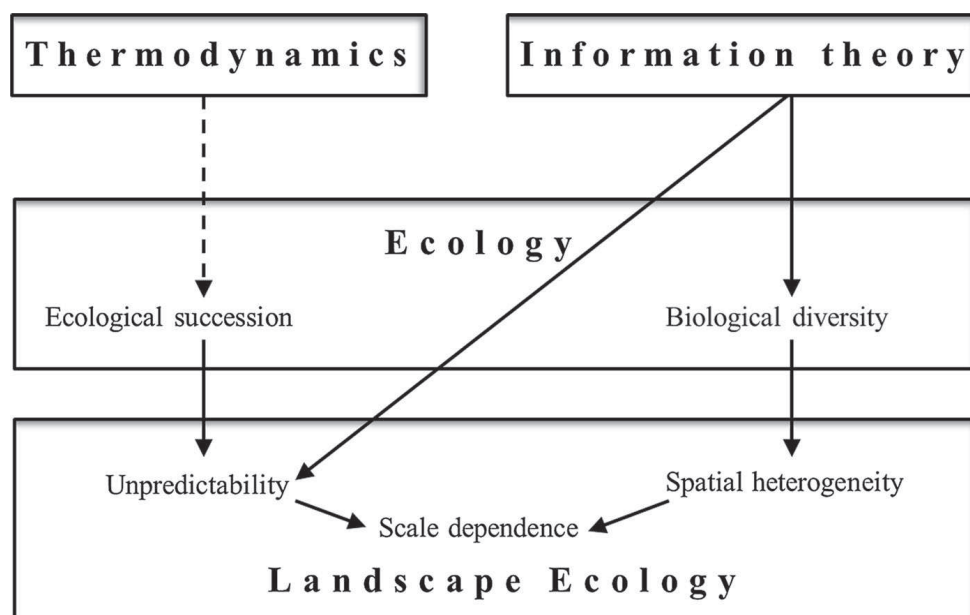 Thermodynamics
Information theory
Ecology
Ecological succession
Biological diversity
Unpredictability
Spatial heterogeneity
Scale dependence
Landscape Ecology